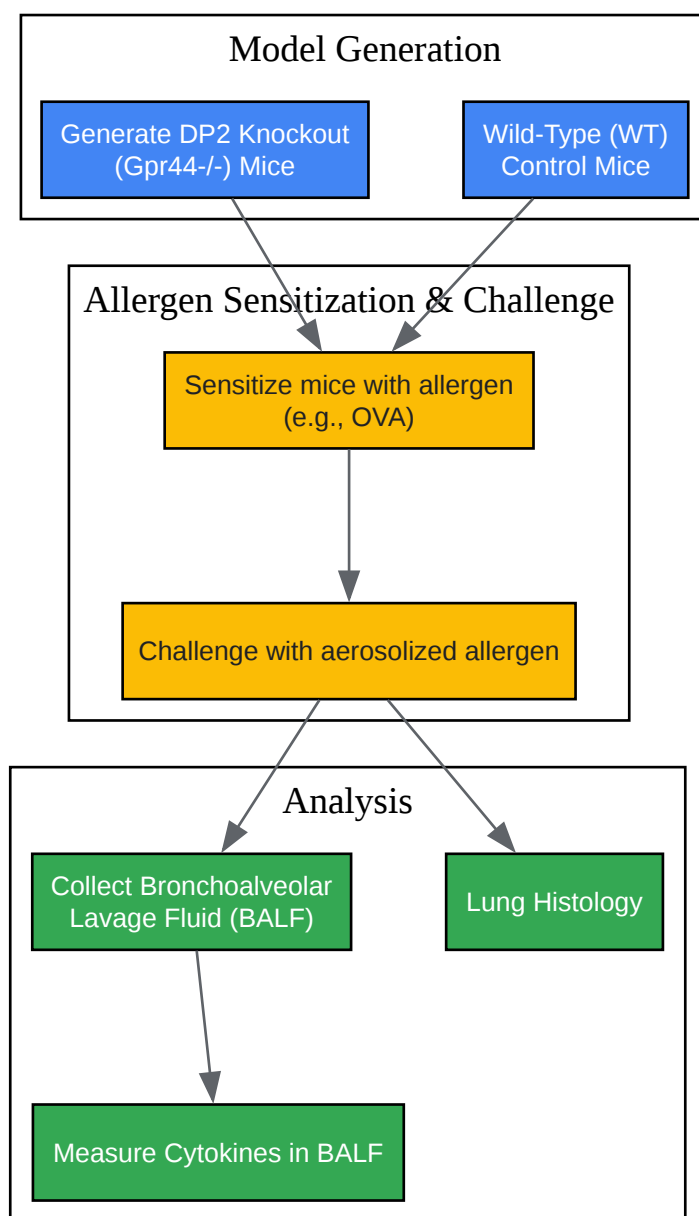 Model Generation
Generate DP2 Knockout
(Gpr44-/-) Mice
Wild-Type (WT)
Control Mice
Allergen Sensitization & Challenge
Sensitize mice with allergen
(e.g., OVA)
Challenge with aerosolized allergen
Analysis
Collect Bronchoalveolar
Lavage Fluid (BALF)
Lung Histology
Measure Cytokines in BALF